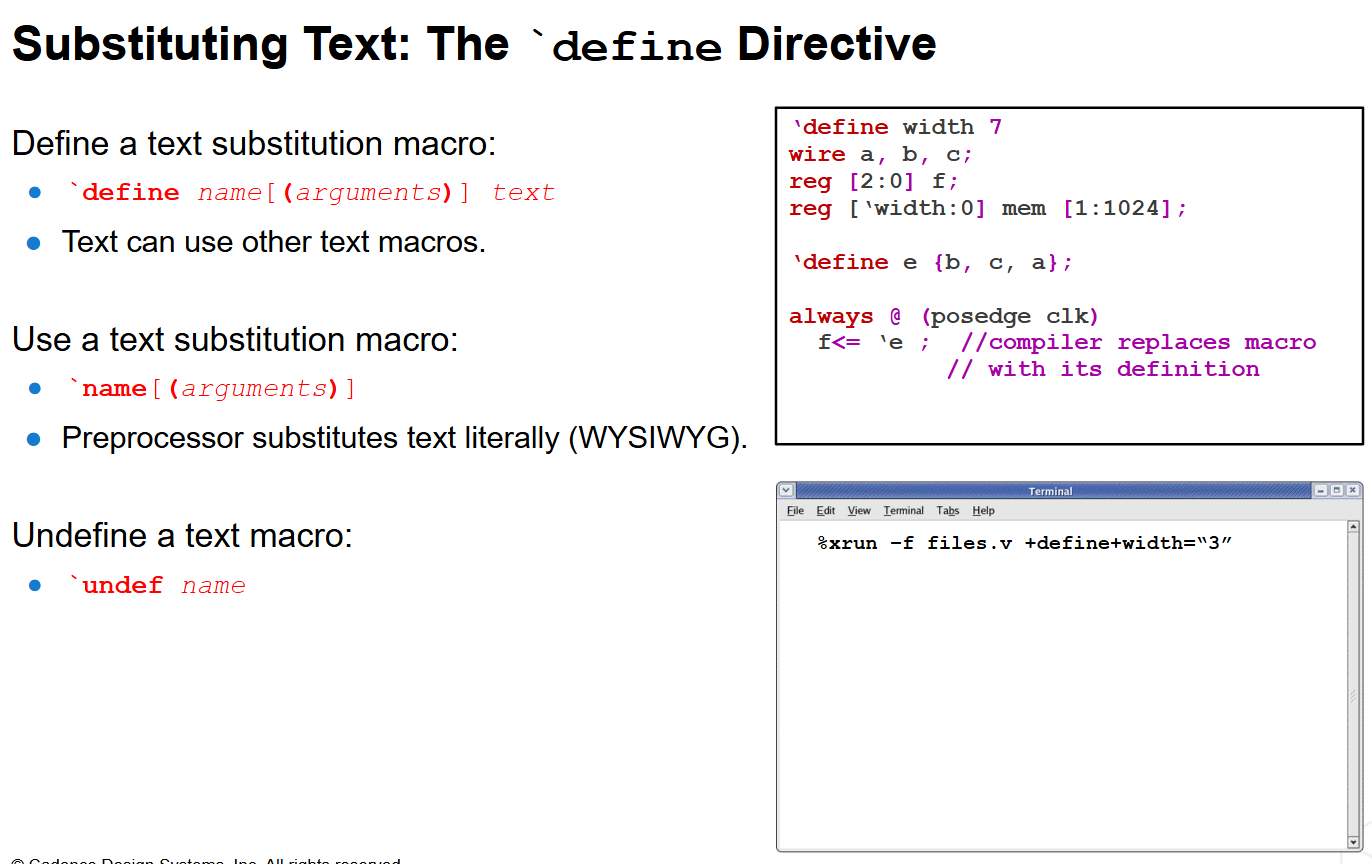 Substituting Text: The `define Directive
Define a text substitution macro:
● `define name[(arguments)] text
● Text can use other text macros.
Use a text substitution macro:
● `name[(arguments)]
● Preprocessor substitutes text literally (WYSIWYG).
Undefine a text macro:
● `undef name
‛define width 7
wire a, b, c;
reg [2:0] f;
reg [‛width:0] mem [1:1024];
‛define e {b, c, a};
always @ (posedge clk)
f<= ‛e ; //compiler replaces macro
// with its definition
Terminal
File Edit View Terminal Tabs Help
%xrun –f files.v +define+width=“3”
© Cadence Design Systems, Inc. All rights reserved.